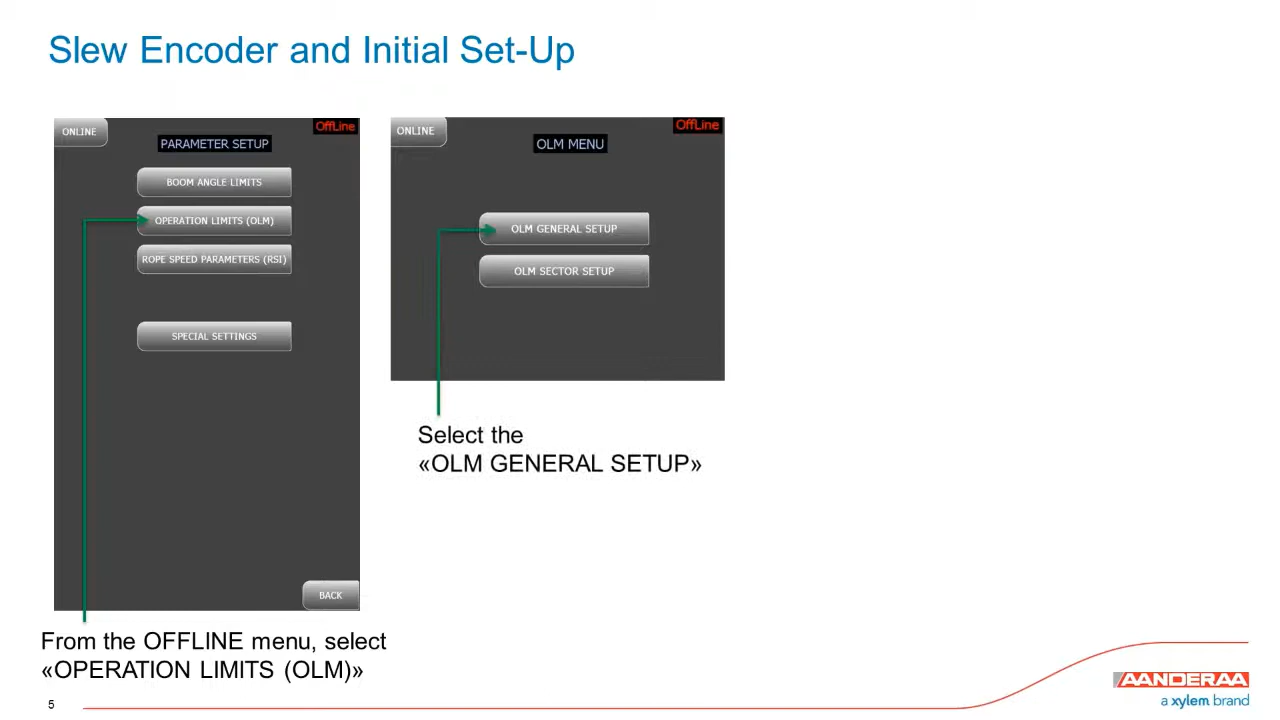 Slew Encoder and Initial Set-Up
ONLINE
OffLine
PARAMETER SETUP
BOOM ANGLE LIMITS
OPERATION LIMITS (OLM)
ROPE SPEED PARAMETERS (RSI)
SPECIAL SETTINGS
BACK
From the OFFLINE menu, select
«OPERATION LIMITS (OLM)»
ONLINE
OffLine
OLM MENU
OLM GENERAL SETUP
OLM SECTOR SETUP
Select the
«OLM GENERAL SETUP»
5
AANDERAA
a xylem brand